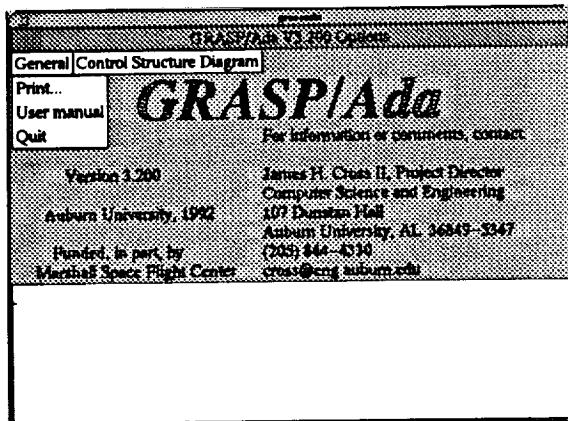 GRASP/Ada V3.200 Options
General Control Structure Diagram
Print...
User manual
Quit
GRASP/Ada
For information or comments, contact
Version 3.200
Auburn University, 1992
Funded, in part, by
Marshall Space Flight Center
James H. Cross II, Project Director
Computer Science and Engineering
107 Dunstan Hall
Auburn University, AL 36849-5347
(205) 844-4330
cross@eng.auburn.edu